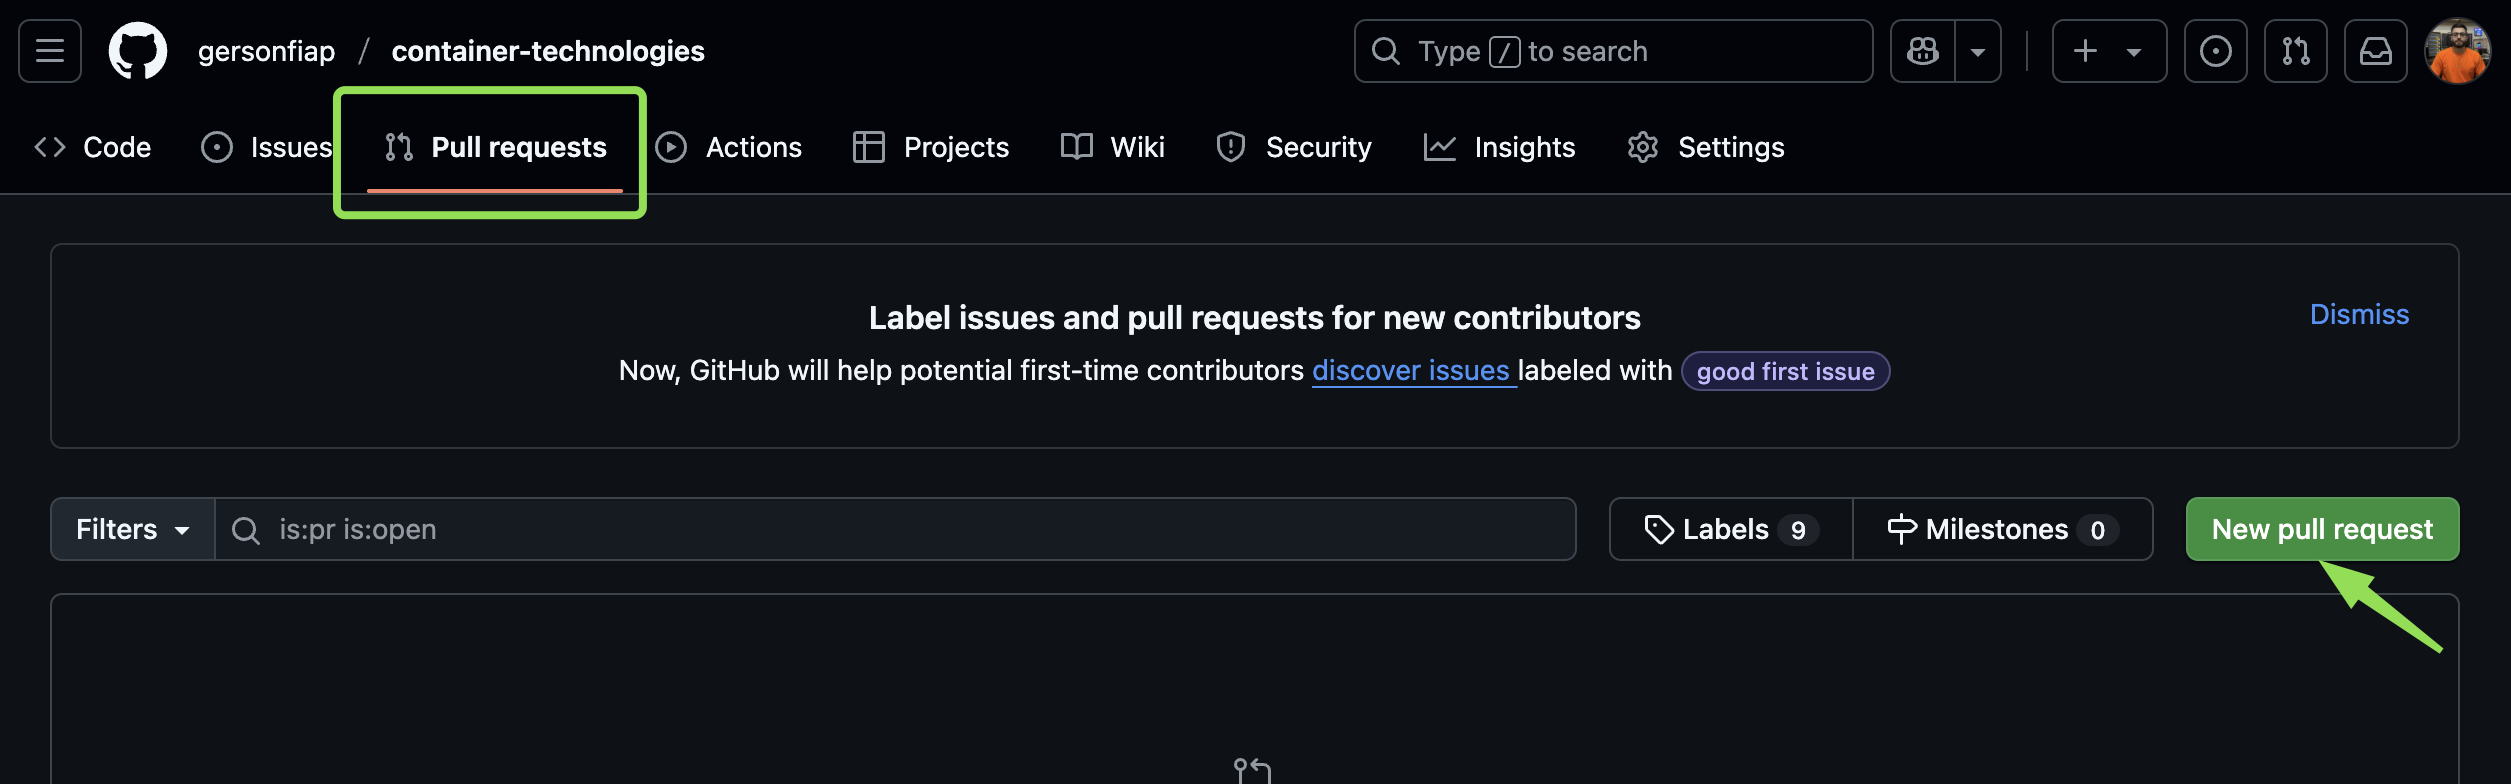 gersonfiap / container-technologies
Type / to search
Code Issues Pull requests Actions Projects Wiki Security Insights Settings
Label issues and pull requests for new contributors
Dismiss
Now, GitHub will help potential first-time contributors discover issues labeled with good first issue
Filters is:pr is:open Labels 9 Milestones 0 New pull request